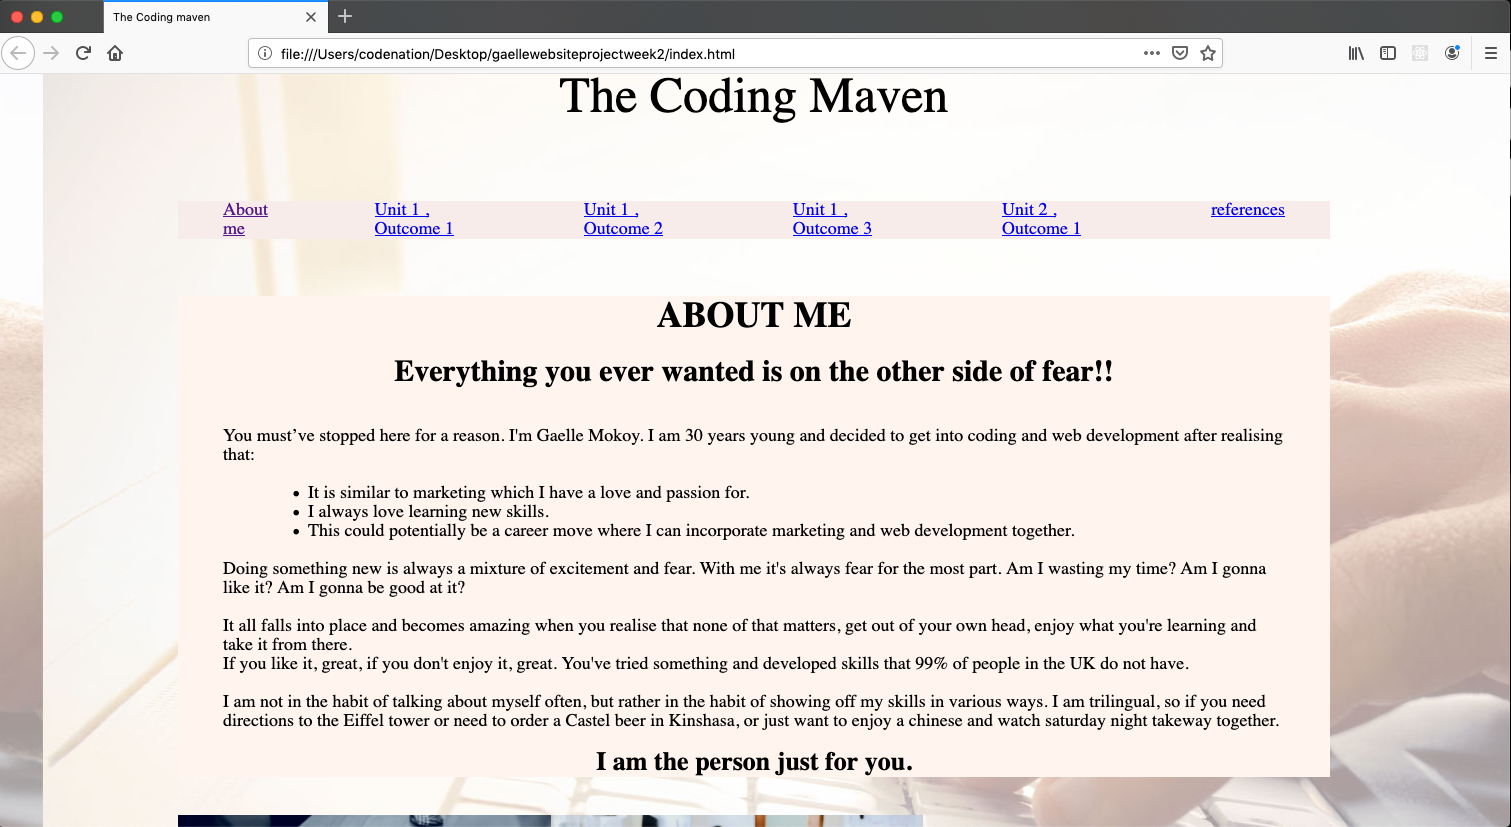 The Coding maven
file:///Users/codenation/Desktop/gaellewebsiteprojectweek2/index.html
The Coding Maven
About me
Unit 1 , Outcome 1
Unit 1 , Outcome 2
Unit 1 , Outcome 3
Unit 2 , Outcome 1
references
ABOUT ME
Everything you ever wanted is on the other side of fear!!
You must’ve stopped here for a reason. I'm Gaelle Mokoy. I am 30 years young and decided to get into coding and web development after realising
that:
• It is similar to marketing which I have a love and passion for.
• I always love learning new skills.
• This could potentially be a career move where I can incorporate marketing and web development together.
Doing something new is always a mixture of excitement and fear. With me it's always fear for the most part. Am I wasting my time? Am I gonna
like it? Am I gonna be good at it?
It all falls into place and becomes amazing when you realise that none of that matters, get out of your own head, enjoy what you're learning and
take it from there.
If you like it, great, if you don't enjoy it, great. You've tried something and developed skills that 99% of people in the UK do not have.
I am not in the habit of talking about myself often, but rather in the habit of showing off my skills in various ways. I am trilingual, so if you need
directions to the Eiffel tower or need to order a Castel beer in Kinshasa, or just want to enjoy a chinese and watch saturday night takeway together.
I am the person just for you.